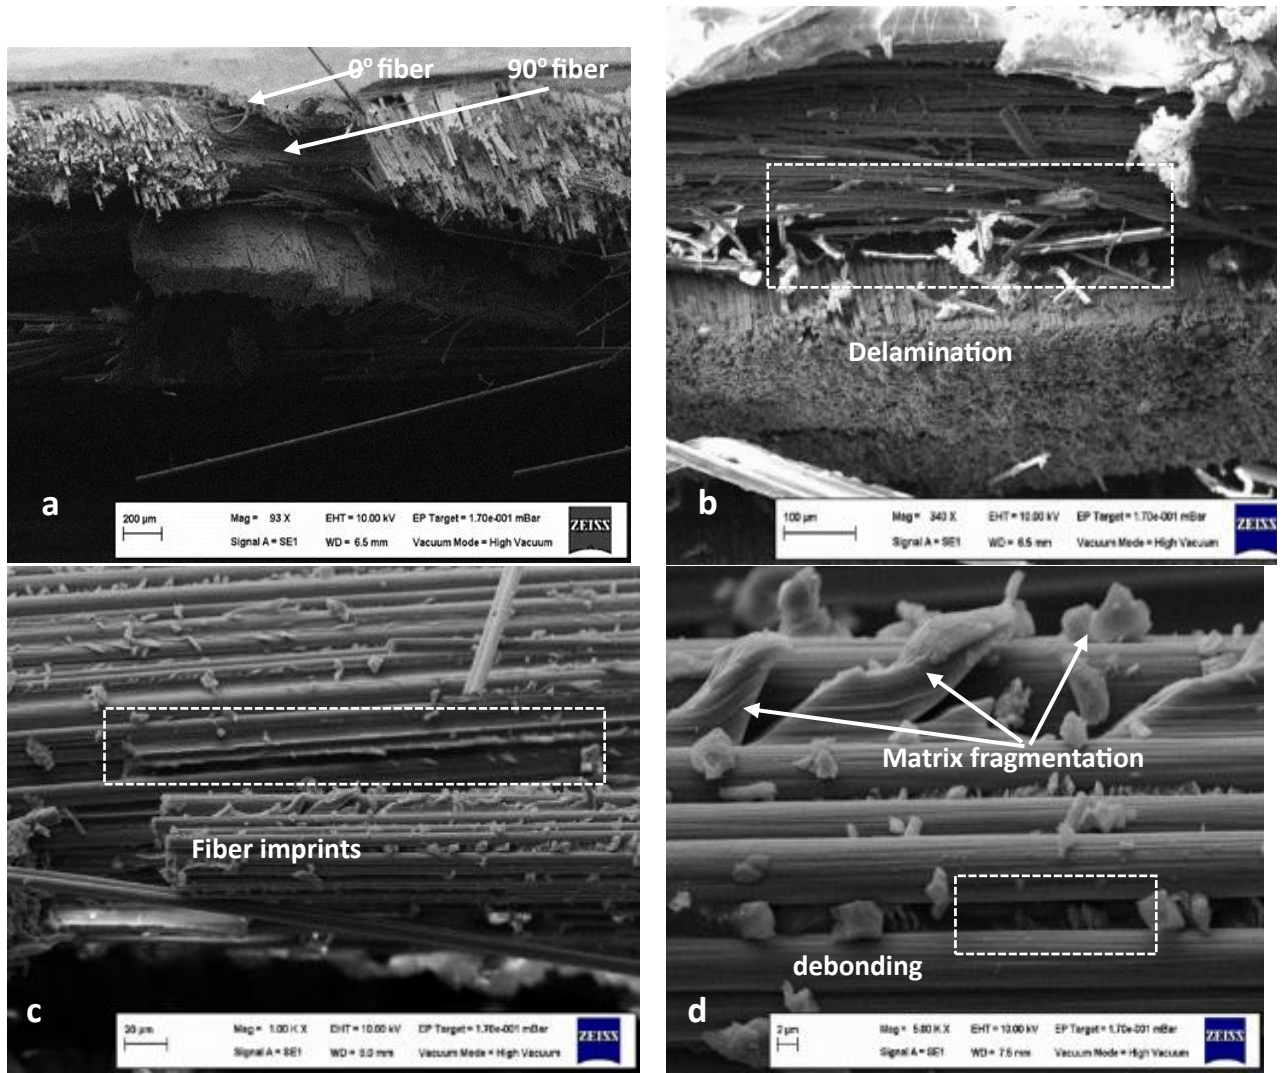 0° fiber
90° fiber
a
200 µm
Mag = 93 X
EHT = 10.00 kV
EP Target = 1.70e-001 mBar
Signal A = SE1
WD = 6.5 mm
Vacuum Mode = High Vacuum
ZEISS
Delamination
b
100 µm
Mag = 340 X
EHT = 10.00 kV
EP Target = 1.70e-001 mBar
Signal A = SE1
WD = 6.5 mm
Vacuum Mode = High Vacuum
ZEISS
Fiber imprints
c
Mag = 1.00 K X
EHT = 10.00 kV
EP Target = 1.70e-001 mBar
Signal A = SE1
Vacuum Mode = High Vacuum
ZEISS
Matrix fragmentation
debonding
d
2 µm
Mag = 5.00 K X
EHT = 10.00 kV
EP Target = 1.70e-001 mBar
Signal A = SE1
WD = 7.5 mm
Vacuum Mode = High Vacuum
ZEISS